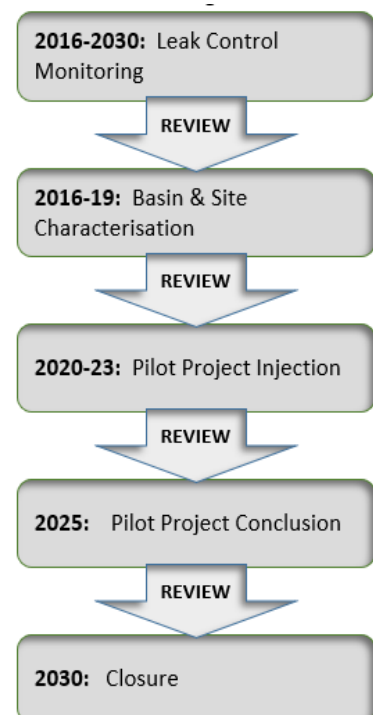 2016-2030: Leak Control
Monitoring
REVIEW
2016-19: Basin & Site
Characterisation
REVIEW
2020-23: Pilot Project Injection
REVIEW
2025: Pilot Project Conclusion
REVIEW
2030: Closure